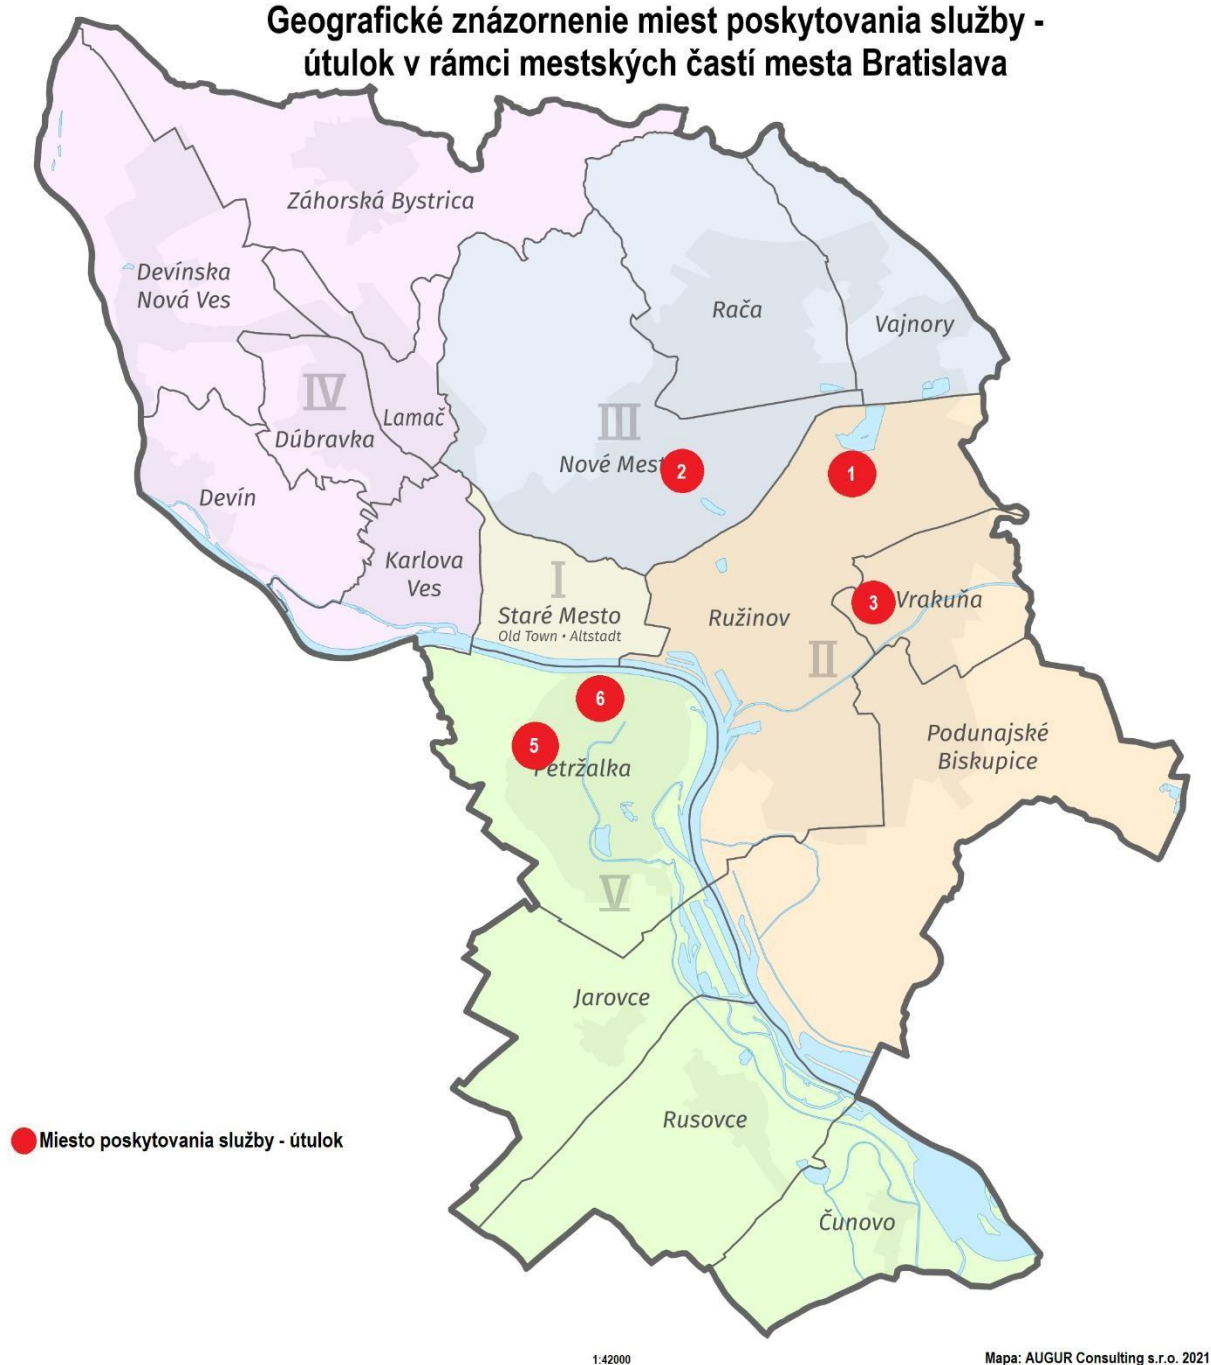 Geografické znázornenie miest poskytovania služby -
útulok v rámci mestských častí mesta Bratislava
Záhorská Bystrica
Devínska
Nová Ves
Rača
Vajnory
IV
Lamač
Dúbravka
III
Nové Mest
2
1
Devín
Karlova
Ves
I
Staré Mesto
Old Town • Altstadt
Ružinov
3
Vrakuňa
II
6
5
Petržalka
Podunajské
Biskupice
V
Jarovce
Rusovce
Miesto poskytovania služby - útulok
Čunovo
1:42000
Mapa: AUGUR Consulting s.r.o. 2021